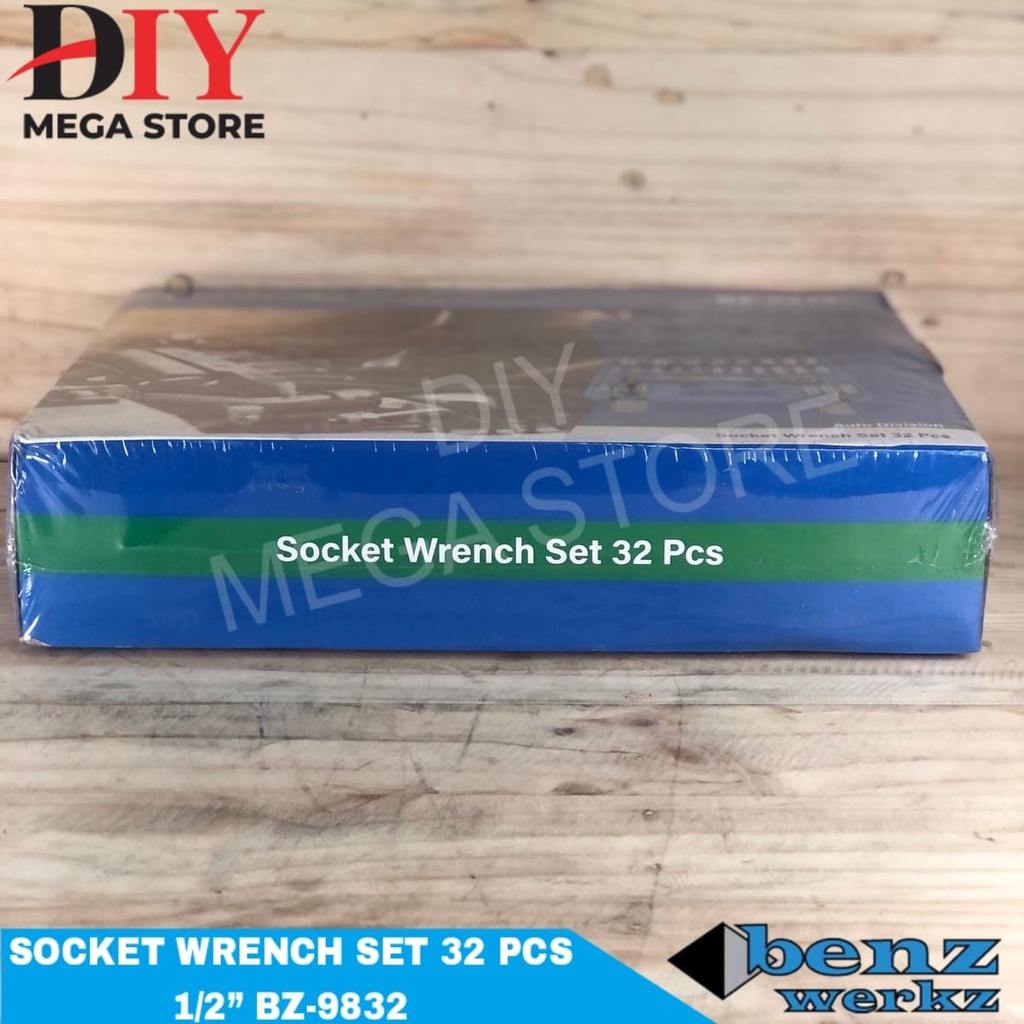 DIY
MEGA STORE
Auto Division
Socket Wrench Set 32 Pcs
DIY
MEGA STORE
Socket Wrench Set 32 Pcs
SOCKET WRENCH SET 32 PCS
1/2” BZ-9832
benz
werkz